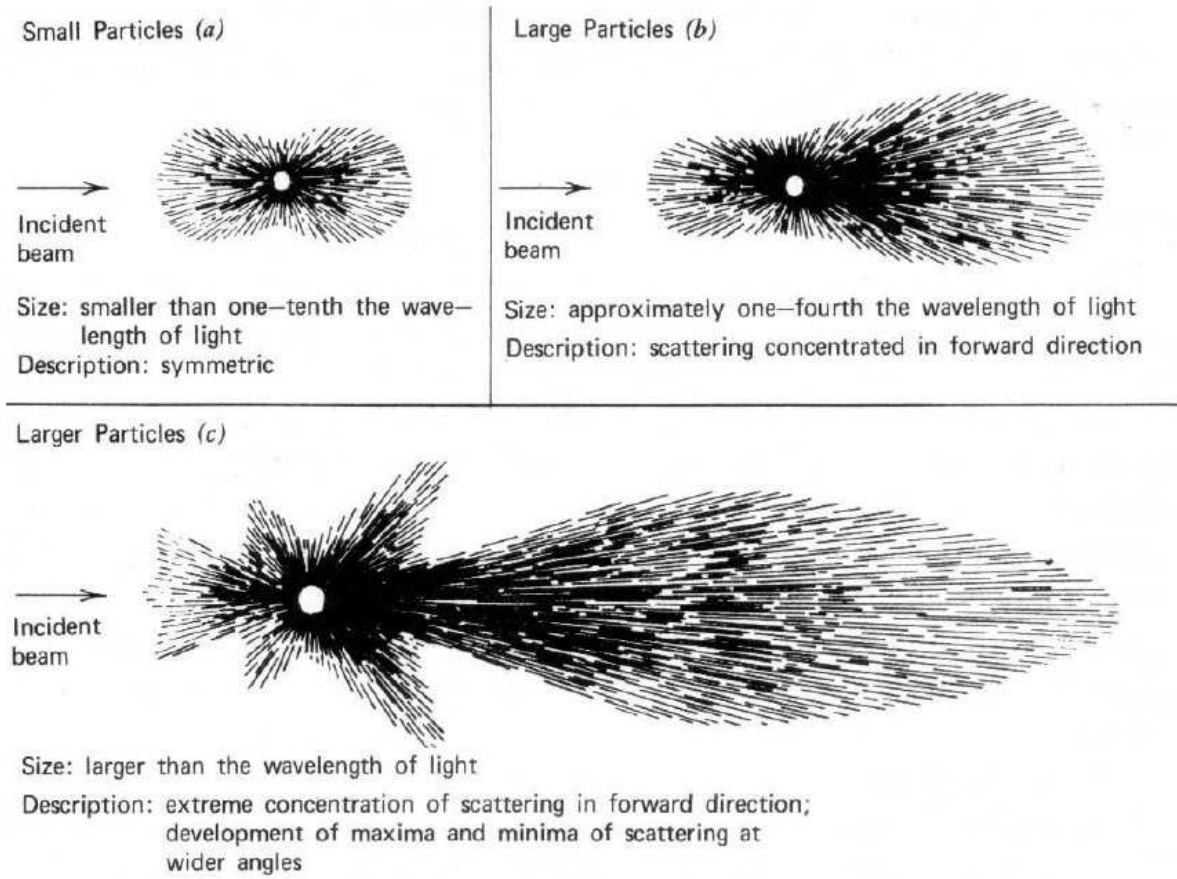 Small Particles (a)
Incident
beam
Size: smaller than one-tenth the wave-
length of light
Description: symmetric
Large Particles (b)
Incident
beam
Size: approximately one-fourth the wavelength of light
Description: scattering concentrated in forward direction
Larger Particles (c)
Incident
beam
Size: larger than the wavelength of light
Description: extreme concentration of scattering in forward direction;
development of maxima and minima of scattering at
wider angles